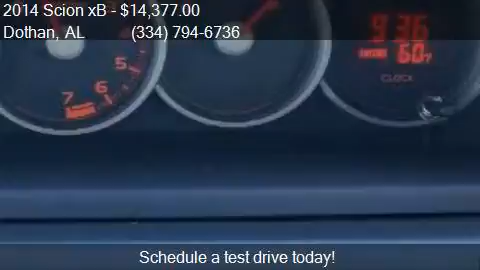 2014 Scion xB - $14,377.00
Dothan, AL (334) 794-6736
9:36
60°F
CLOCK
5
6
7
Schedule a test drive today!